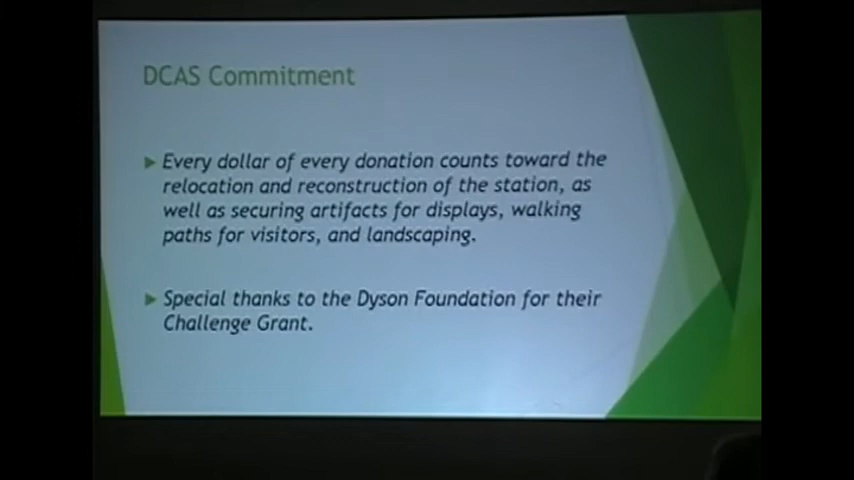 DCAS Commitment
Every dollar of every donation counts toward the
relocation and reconstruction of the station, as
well as securing artifacts for displays, walking
paths for visitors, and landscaping.
Special thanks to the Dyson Foundation for their
Challenge Grant.